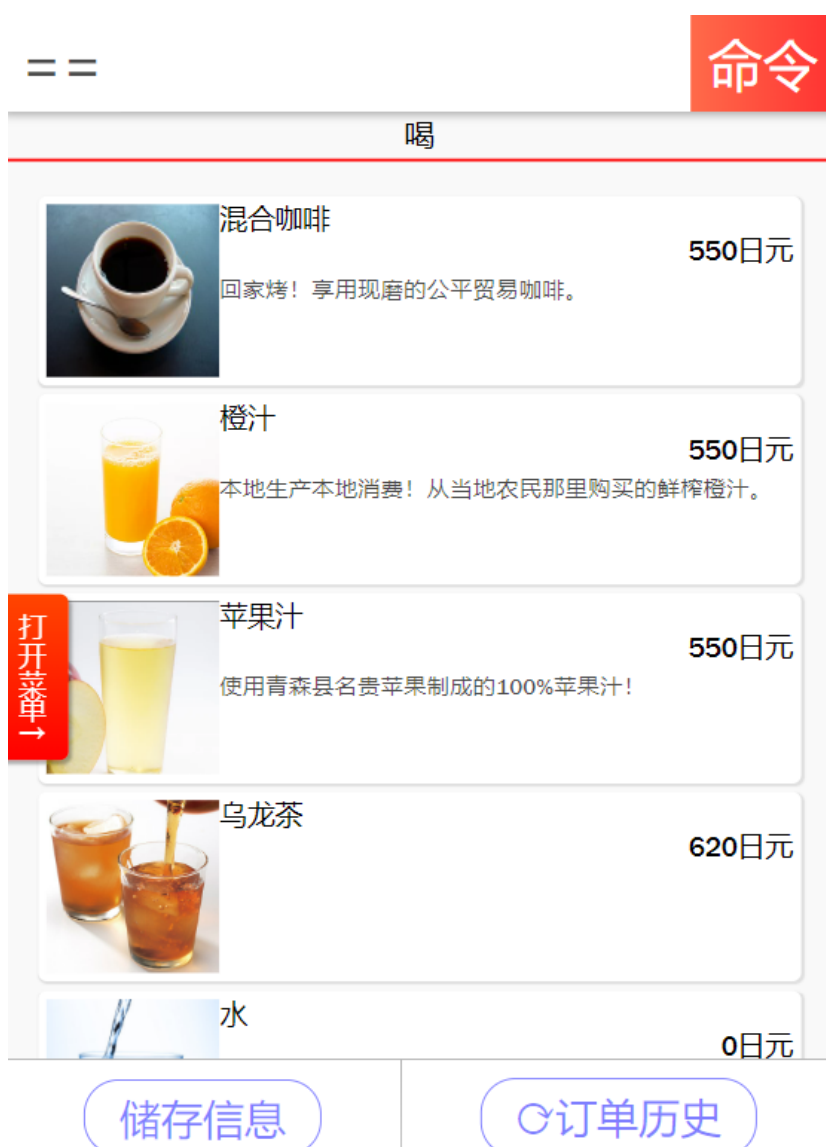 ==
命令
喝
混合咖啡
550日元
回家烤！享用现磨的公平贸易咖啡。
橙汁
550日元
本地生产本地消费！从当地农民那里购买的鲜榨橙汁。
打开菜单→
苹果汁
550日元
使用青森县名贵苹果制成的100%苹果汁！
乌龙茶
620日元
水
0日元
储存信息
订单历史